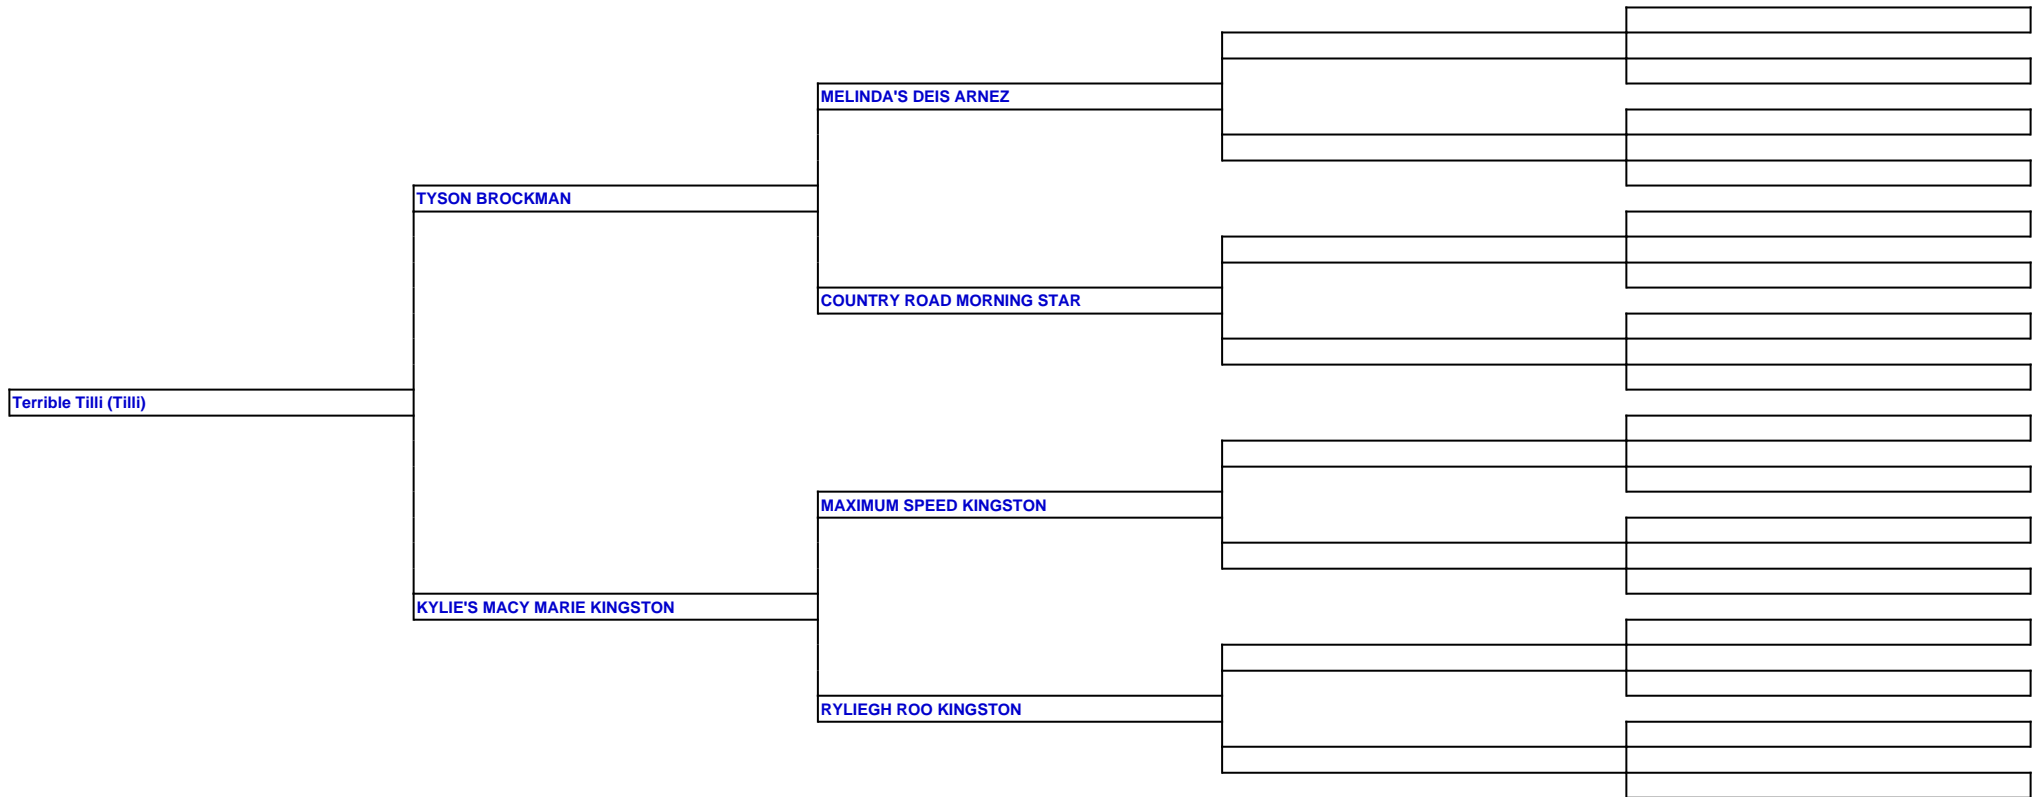 MELINDA'S DEIS ARNEZ
TYSON BROCKMAN
COUNTRY ROAD MORNING STAR
Terrible Tilli (Tilli)
MAXIMUM SPEED KINGSTON
KYLIE'S MACY MARIE KINGSTON
RYLIEGH ROO KINGSTON